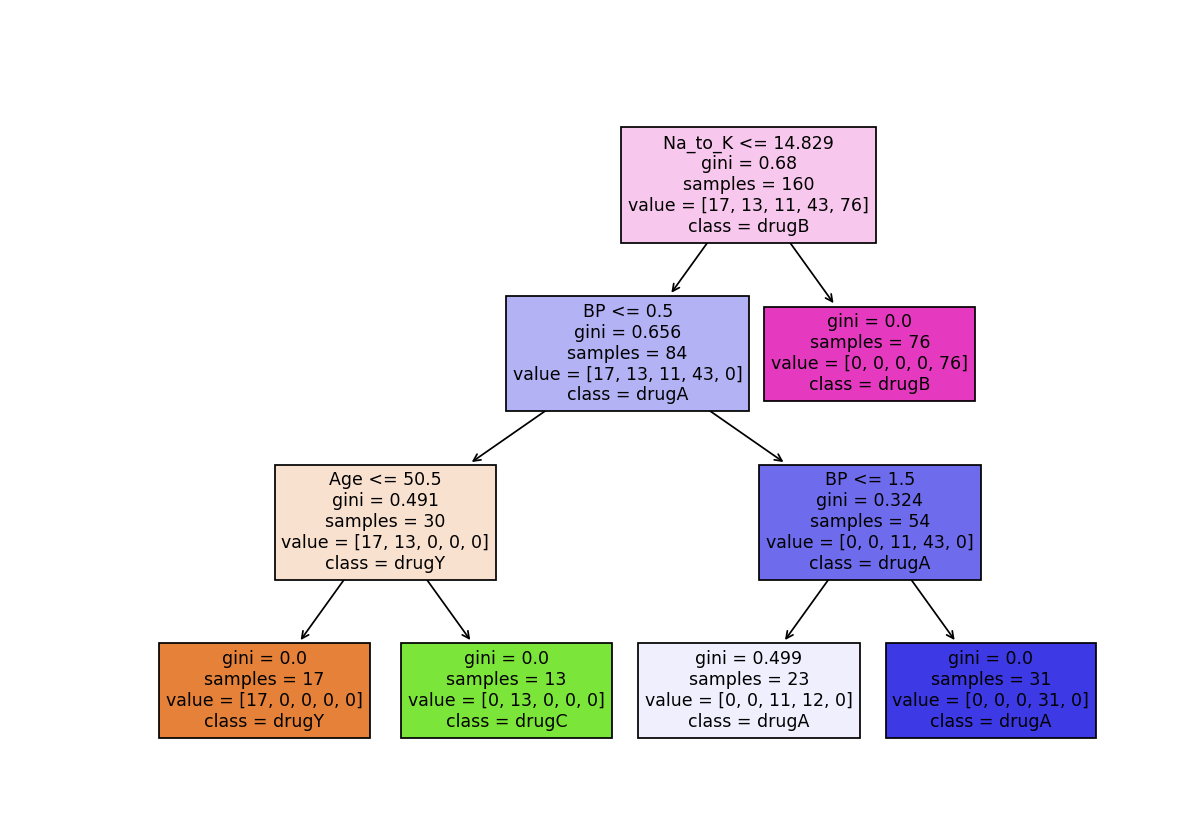 Na_to_K <= 14.829
gini = 0.68
samples = 160
value = [17, 13, 11, 43, 76]
class = drugB
BP <= 0.5
gini = 0.656
samples = 84
value = [17, 13, 11, 43, 0]
class = drugA
gini = 0.0
samples = 76
value = [0, 0, 0, 0, 76]
class = drugB
Age <= 50.5
gini = 0.491
samples = 30
value = [17, 13, 0, 0, 0]
class = drugY
BP <= 1.5
gini = 0.324
samples = 54
value = [0, 0, 11, 43, 0]
class = drugA
gini = 0.0
samples = 17
value = [17, 0, 0, 0, 0]
class = drugY
gini = 0.0
samples = 13
value = [0, 13, 0, 0, 0]
class = drugC
gini = 0.499
samples = 23
value = [0, 0, 11, 12, 0]
class = drugA
gini = 0.0
samples = 31
value = [0, 0, 0, 31, 0]
class = drugA